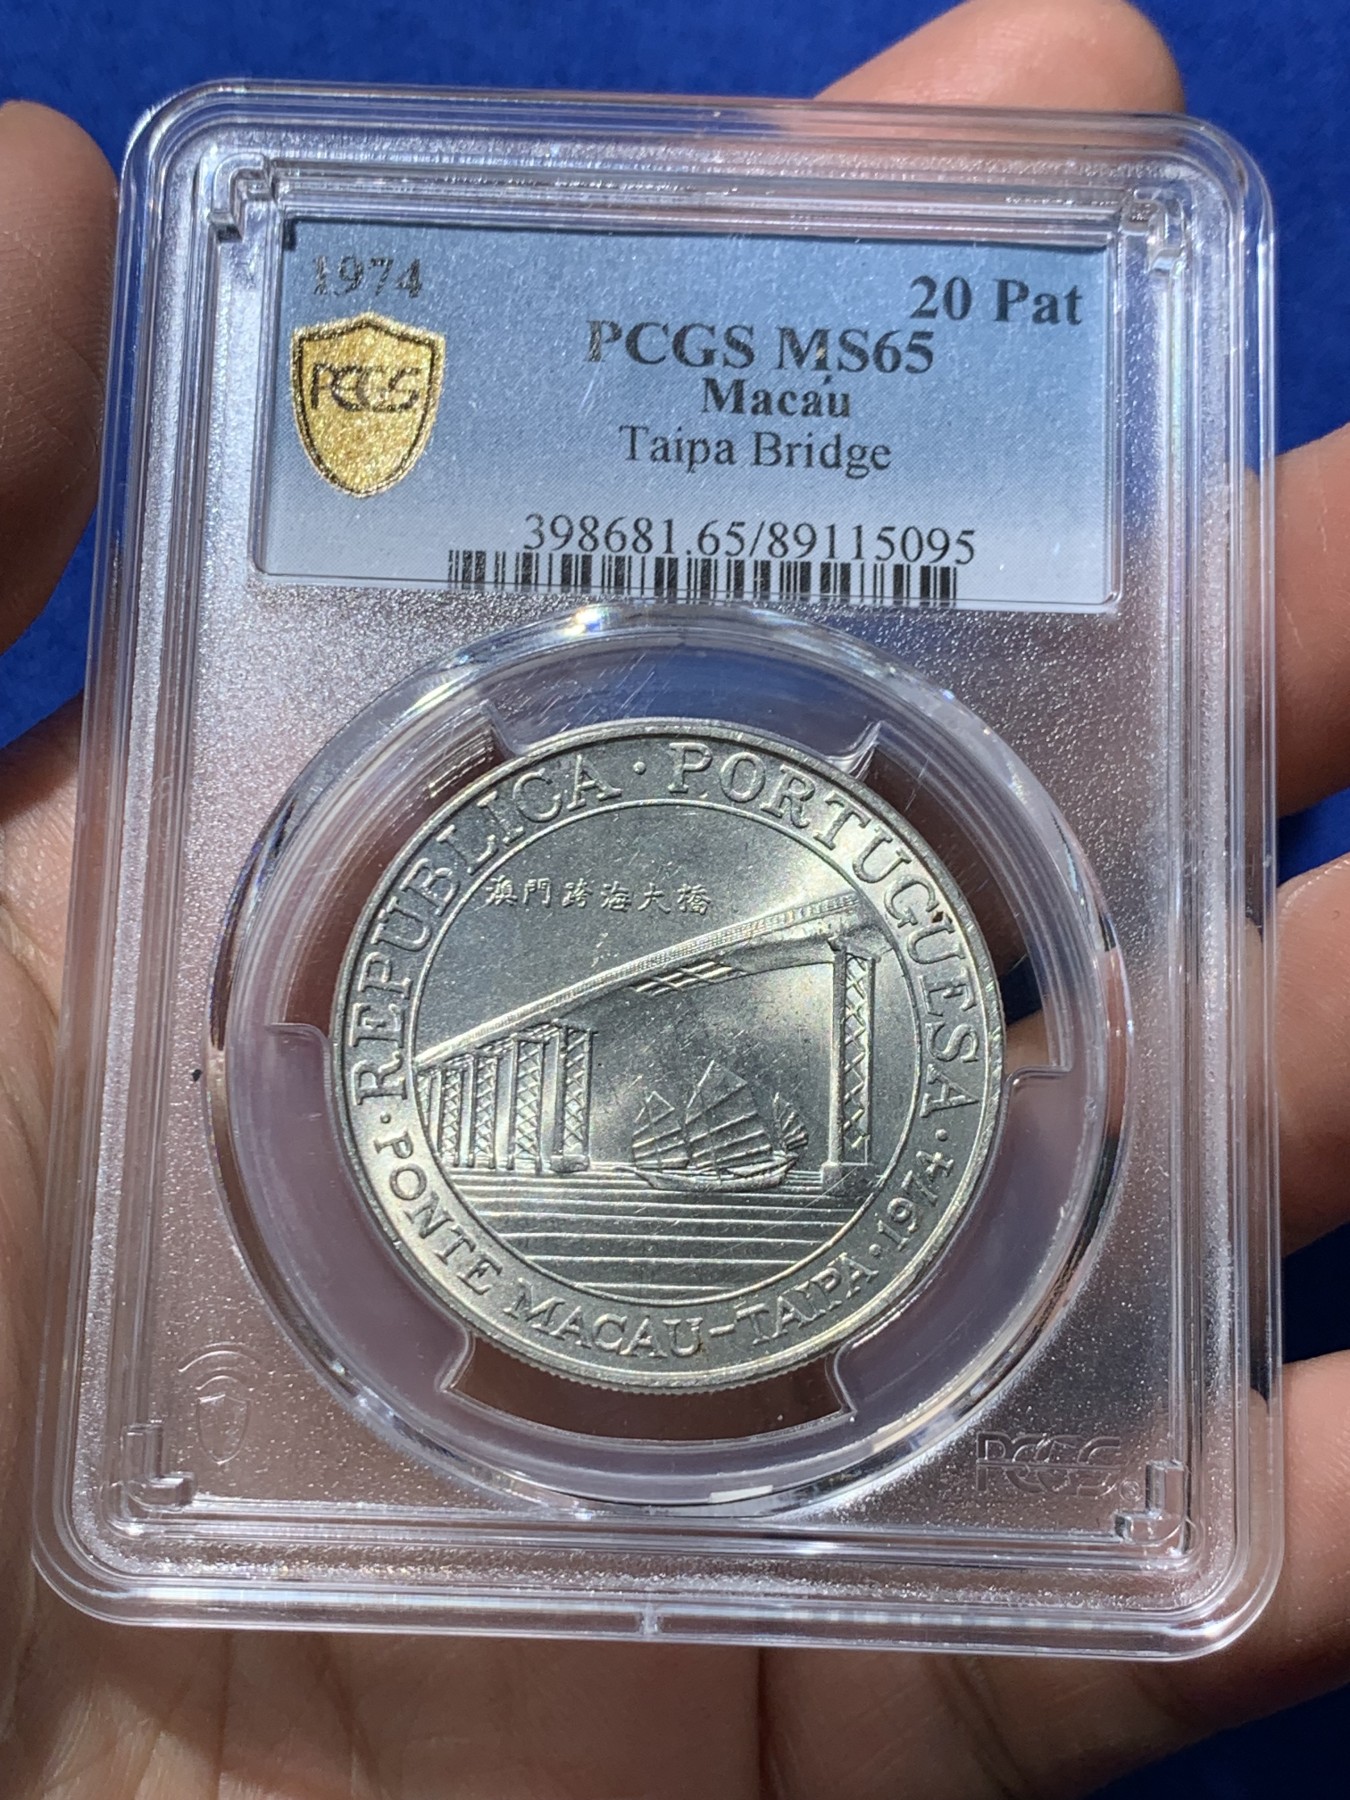 1974
20 Pat
PCGS MS65
PCGS
Macau
Taipa Bridge
398681.65/89115095
REPUBLICA · PORTUGUESA
澳門跨海大橋
· PONTE MACAU-TAIPA · 1974 ·
PCGS